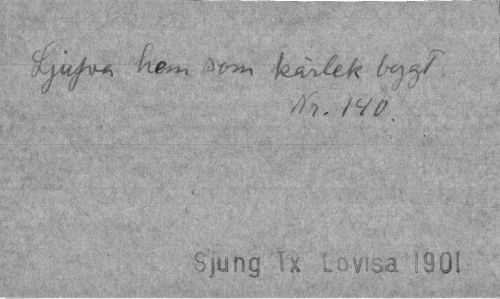 Ljufva hem som kärlek byggt.
Nr. 140.
Sjung Tx Lovisa 1901